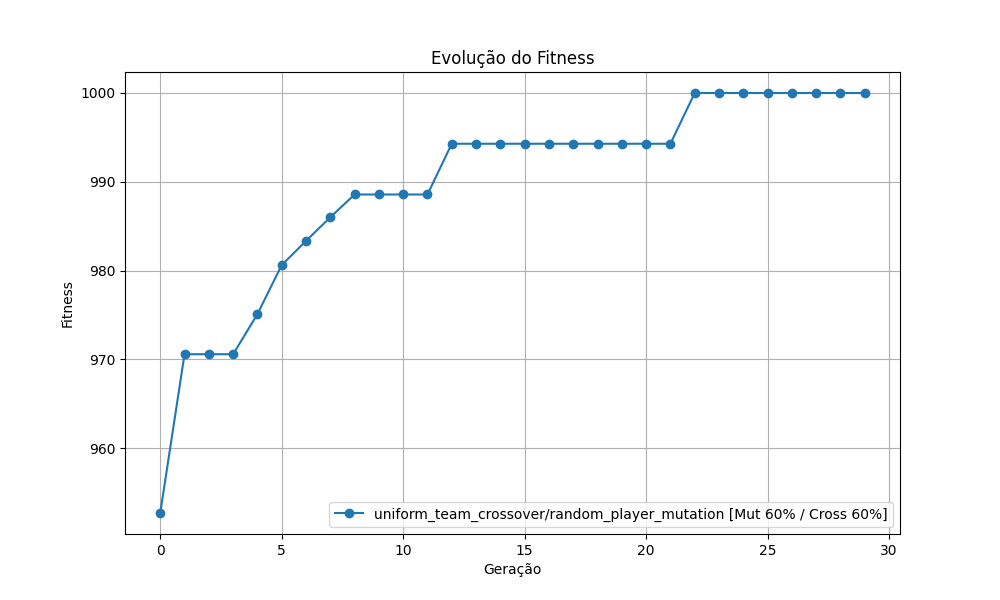 Evolução do Fitness
Fitness
1000
990
980
970
960
0 5 10 15 20 25 30
Geração
uniform_team_crossover/random_player_mutation [Mut 60% / Cross 60%]